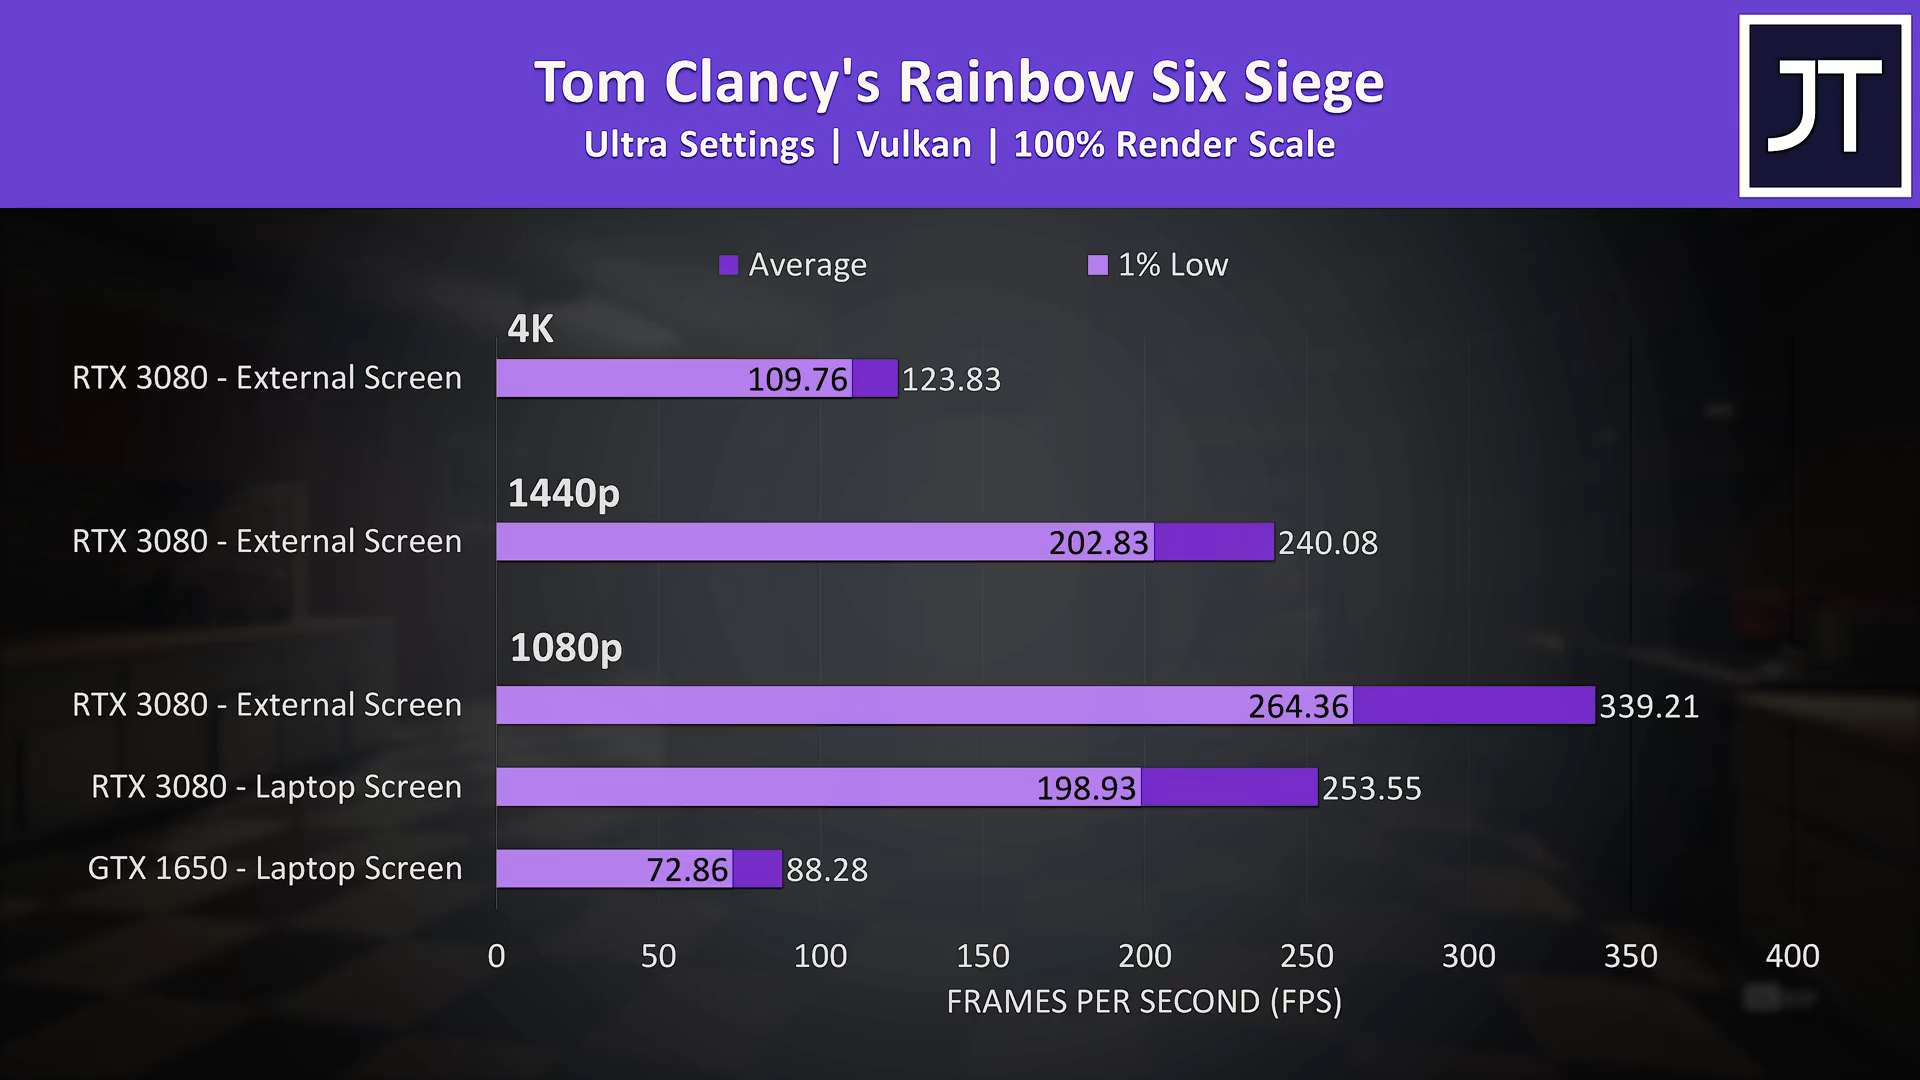 Tom Clancy's Rainbow Six Siege
Ultra Settings | Vulkan | 100% Render Scale
JT
Average
1% Low
4K
RTX 3080 - External Screen
109.76
123.83
1440p
RTX 3080 - External Screen
202.83
240.08
1080p
RTX 3080 - External Screen
264.36
339.21
RTX 3080 - Laptop Screen
198.93
253.55
GTX 1650 - Laptop Screen
72.86
88.28
0 50 100 150 200 250 300 350 400
FRAMES PER SECOND (FPS)